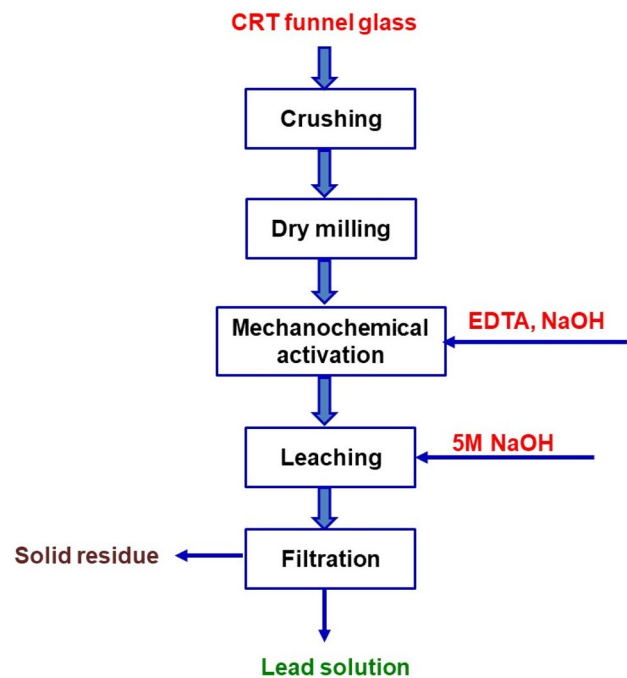 CRT funnel glass
Crushing
Dry milling
Mechanochemical
activation
EDTA, NaOH
Leaching
5M NaOH
Solid residue
Filtration
Lead solution